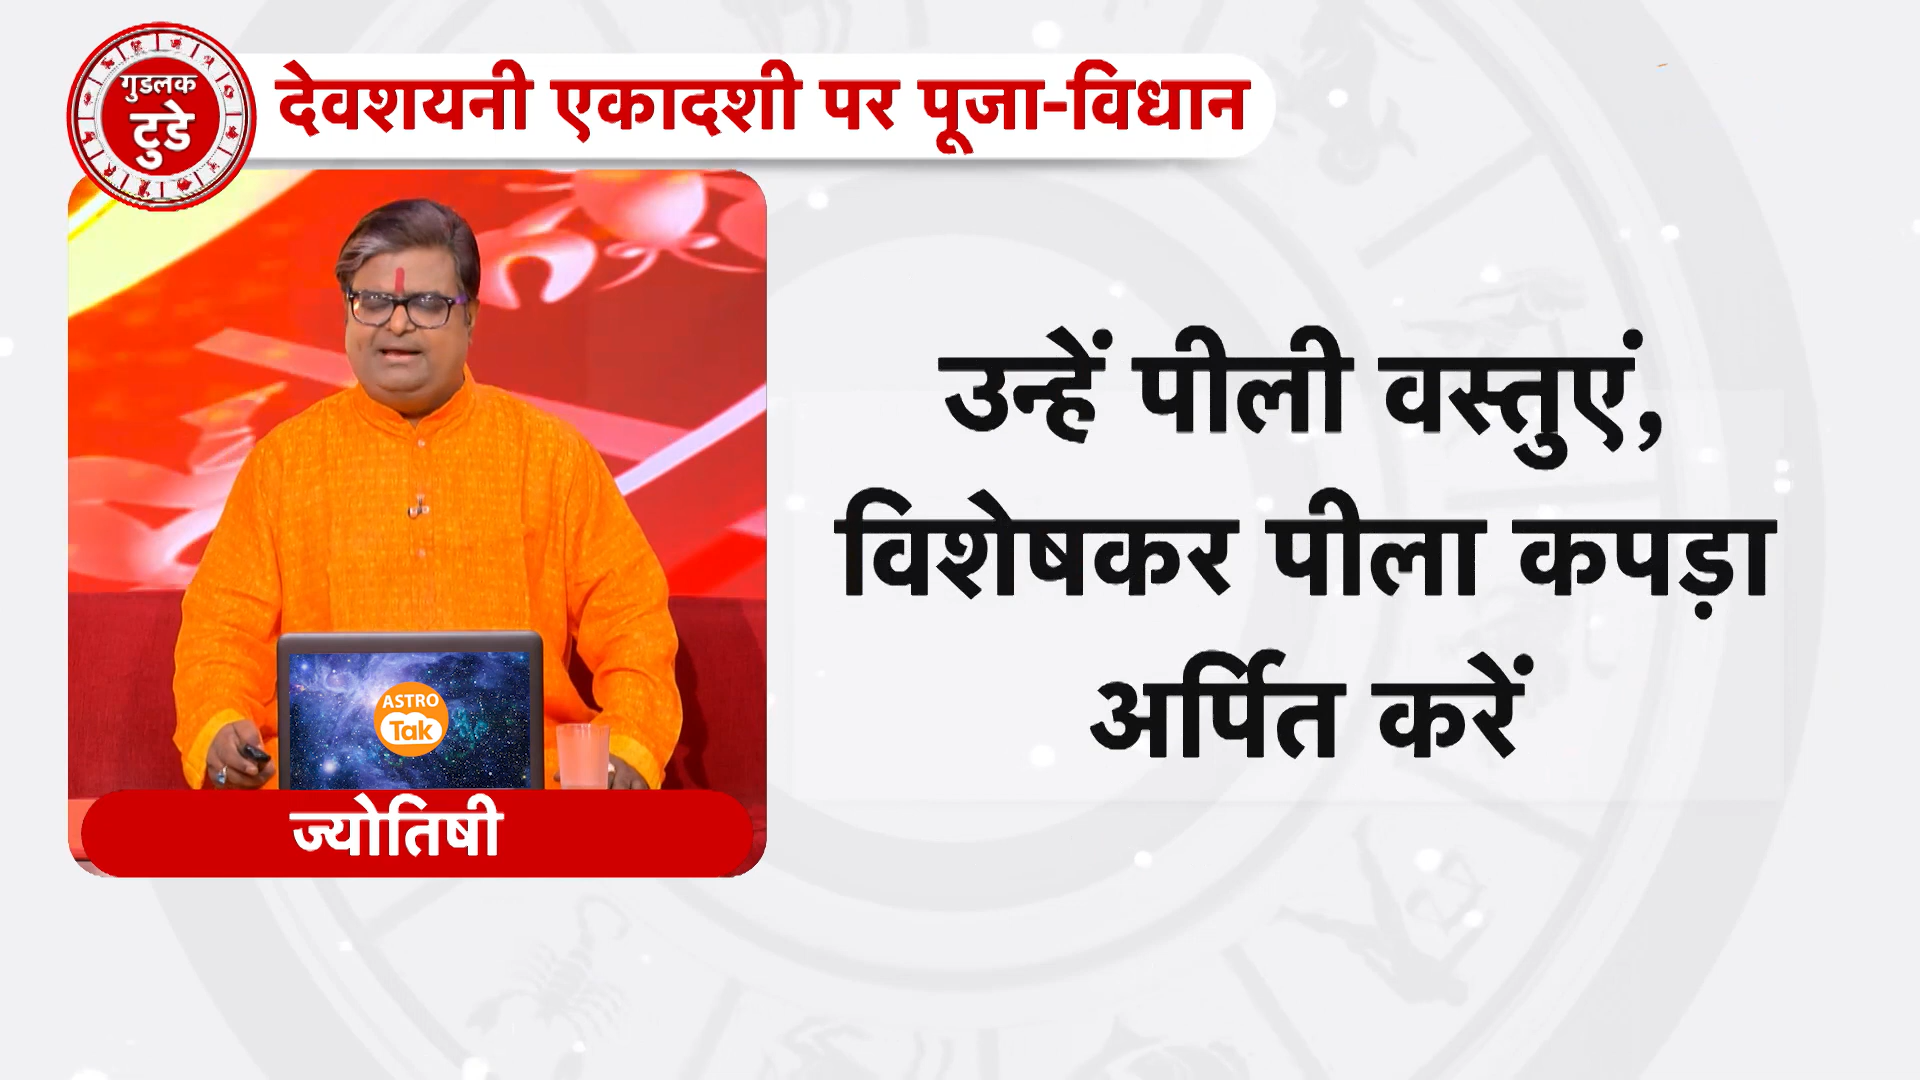 गुडलक
टुडे
देवशयनी एकादशी पर पूजा-विधान
उन्हें पीली वस्तुएं,
विशेषकर पीला कपड़ा
अर्पित करें
ASTRO
Tak
ज्योतिषी